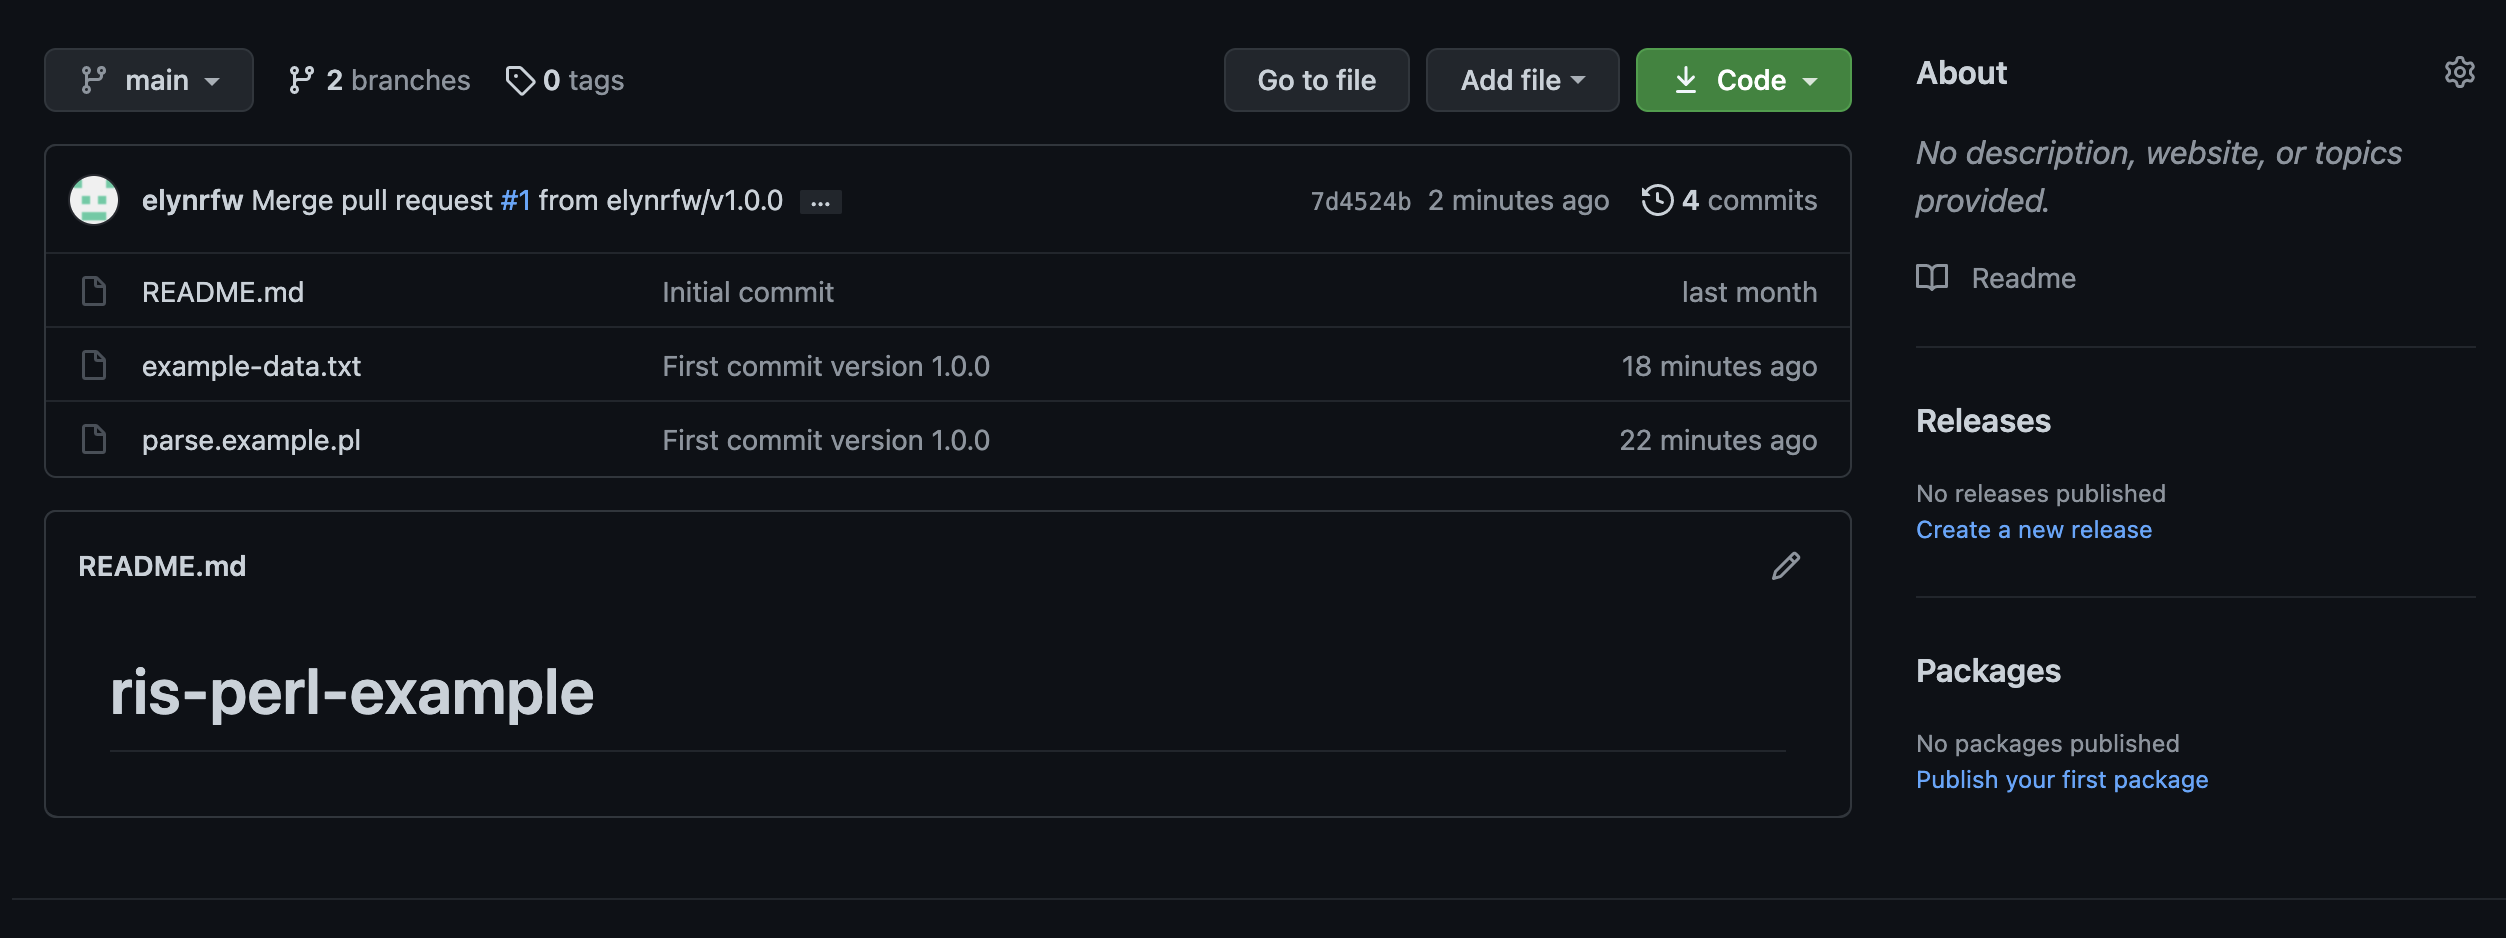 main
2 branches
0 tags
Go to file
Add file
Code
elynrfw Merge pull request #1 from elynrfw/v1.0.0 ...
7d4524b 2 minutes ago
4 commits
README.md Initial commit last month
example-data.txt First commit version 1.0.0 18 minutes ago
parse.example.pl First commit version 1.0.0 22 minutes ago
README.md
ris-perl-example
About
No description, website, or topics
provided.
Readme
Releases
No releases published
Create a new release
Packages
No packages published
Publish your first package